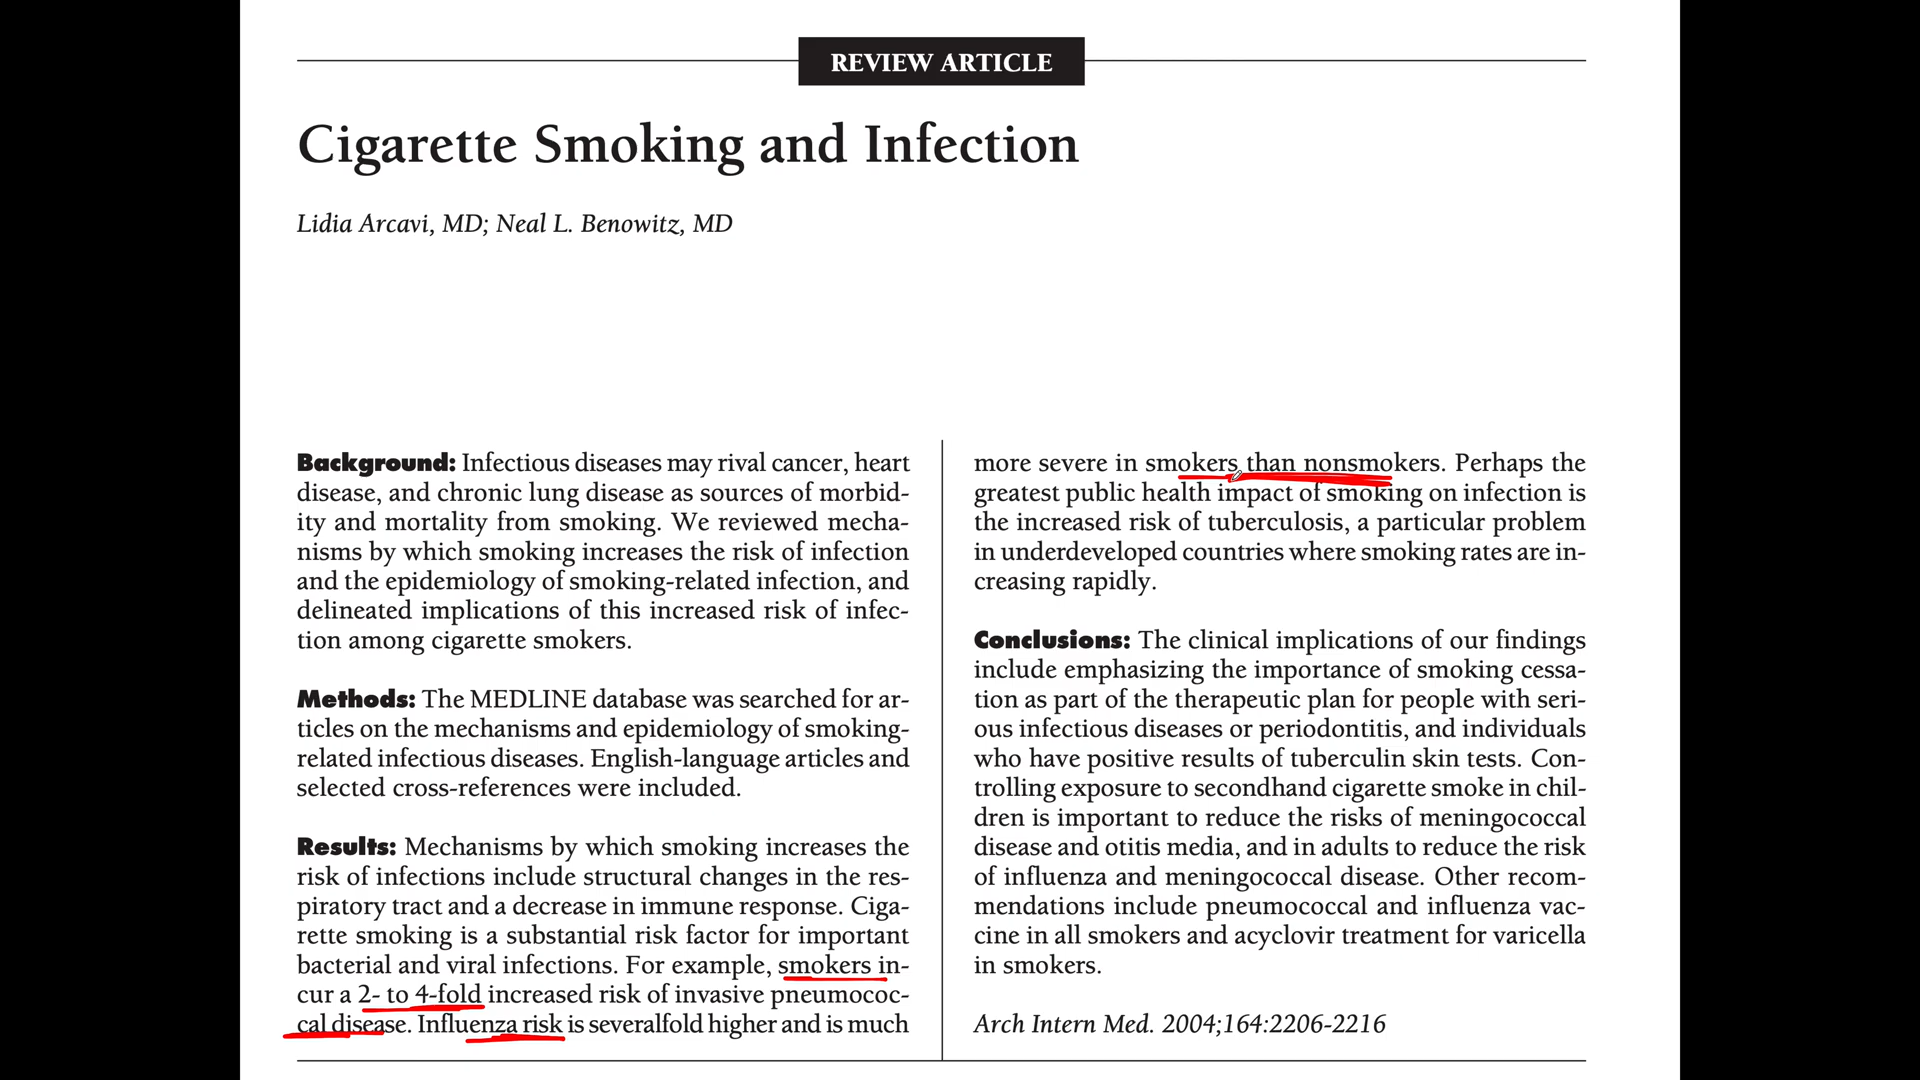 REVIEW ARTICLE
Cigarette Smoking and Infection
Lidia Arcavi, MD; Neal L. Benowitz, MD
Background: Infectious diseases may rival cancer, heart
disease, and chronic lung disease as sources of morbid-
ity and mortality from smoking. We reviewed mecha-
nisms by which smoking increases the risk of infection
and the epidemiology of smoking-related infection, and
delineated implications of this increased risk of infec-
tion among cigarette smokers.
Methods: The MEDLINE database was searched for ar-
ticles on the mechanisms and epidemiology of smoking-
related infectious diseases. English-language articles and
selected cross-references were included.
Results: Mechanisms by which smoking increases the
risk of infections include structural changes in the res-
piratory tract and a decrease in immune response. Ciga-
rette smoking is a substantial risk factor for important
bacterial and viral infections. For example, smokers in-
cur a 2- to 4-fold increased risk of invasive pneumococ-
cal disease. Influenza risk is severalfold higher and is much
more severe in smokers than nonsmokers. Perhaps the
greatest public health impact of smoking on infection is
the increased risk of tuberculosis, a particular problem
in underdeveloped countries where smoking rates are in-
creasing rapidly.
Conclusions: The clinical implications of our findings
include emphasizing the importance of smoking cessa-
tion as part of the therapeutic plan for people with seri-
ous infectious diseases or periodontitis, and individuals
who have positive results of tuberculin skin tests. Con-
trolling exposure to secondhand cigarette smoke in chil-
dren is important to reduce the risks of meningococcal
disease and otitis media, and in adults to reduce the risk
of influenza and meningococcal disease. Other recom-
mendations include pneumococcal and influenza vac-
cine in all smokers and acyclovir treatment for varicella
in smokers.
Arch Intern Med. 2004;164:2206-2216